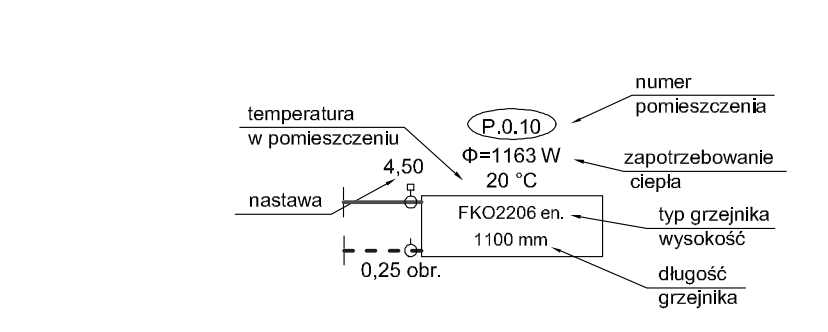 numer
pomieszczenia
temperatura
w pomieszczeniu
P.0.10
Φ=1163 W
zapotrzebowanie
ciepła
4,50
20 °C
nastawa
FKO2206 en.
typ grzejnika
wysokość
1100 mm
0,25 obr.
długość
grzejnika